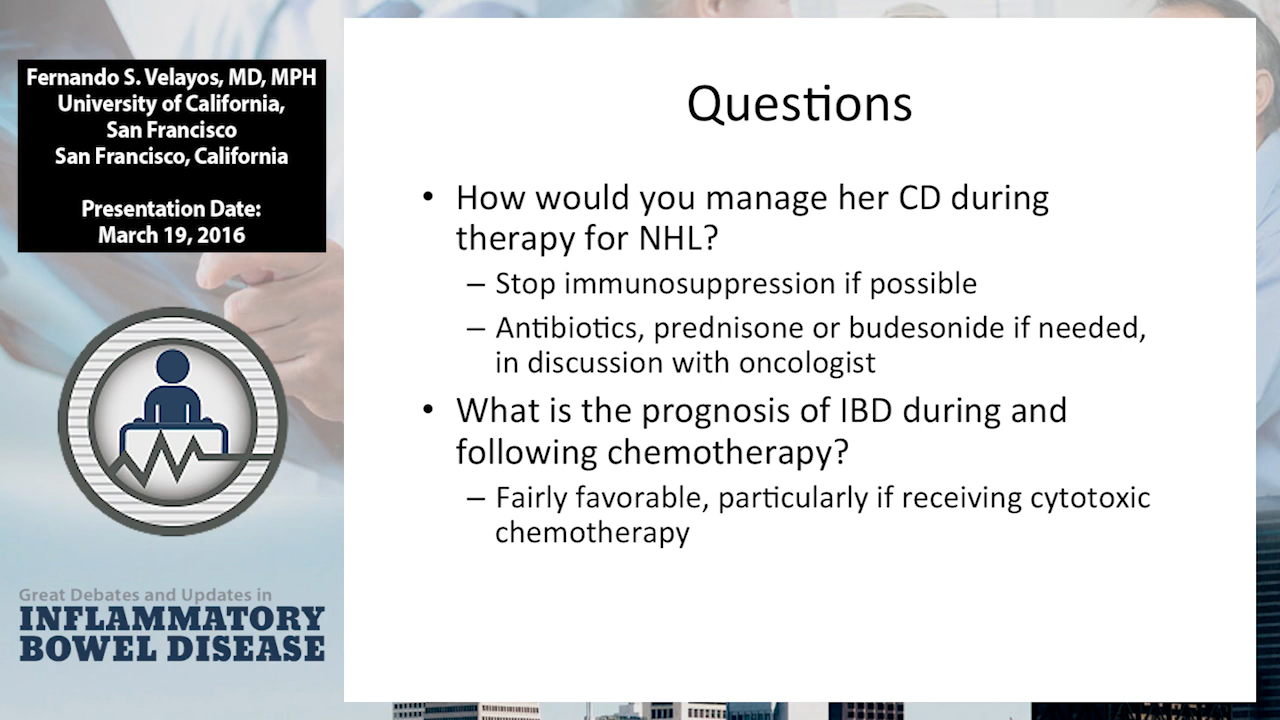 Fernando S. Velayos, MD, MPH
University of California,
San Francisco
San Francisco, California
Presentation Date:
March 19, 2016
Great Debates and Updates in
INFLAMMATORY
BOWEL DISEASE
Questions
• How would you manage her CD during
therapy for NHL?
– Stop immunosuppression if possible
– Antibiotics, prednisone or budesonide if needed,
in discussion with oncologist
• What is the prognosis of IBD during and
following chemotherapy?
– Fairly favorable, particularly if receiving cytotoxic
chemotherapy